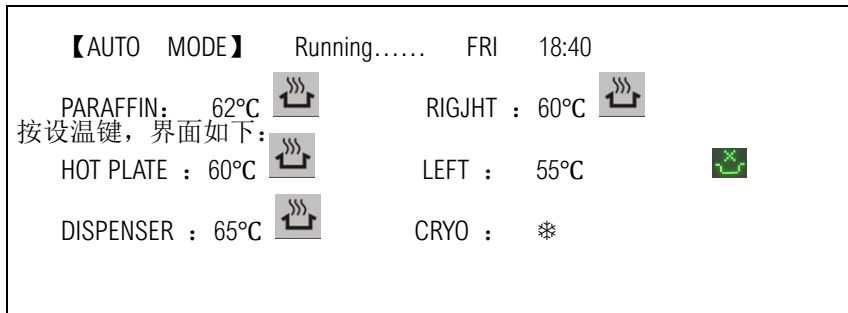 【AUTO MODE】 Running…… FRI 18:40
PARAFFIN： 62℃ RIGJHT ：60℃
按设温键，界面如下：
HOT PLATE ：60℃ LEFT ： 55℃
DISPENSER ：65℃ CRYO ： ❄